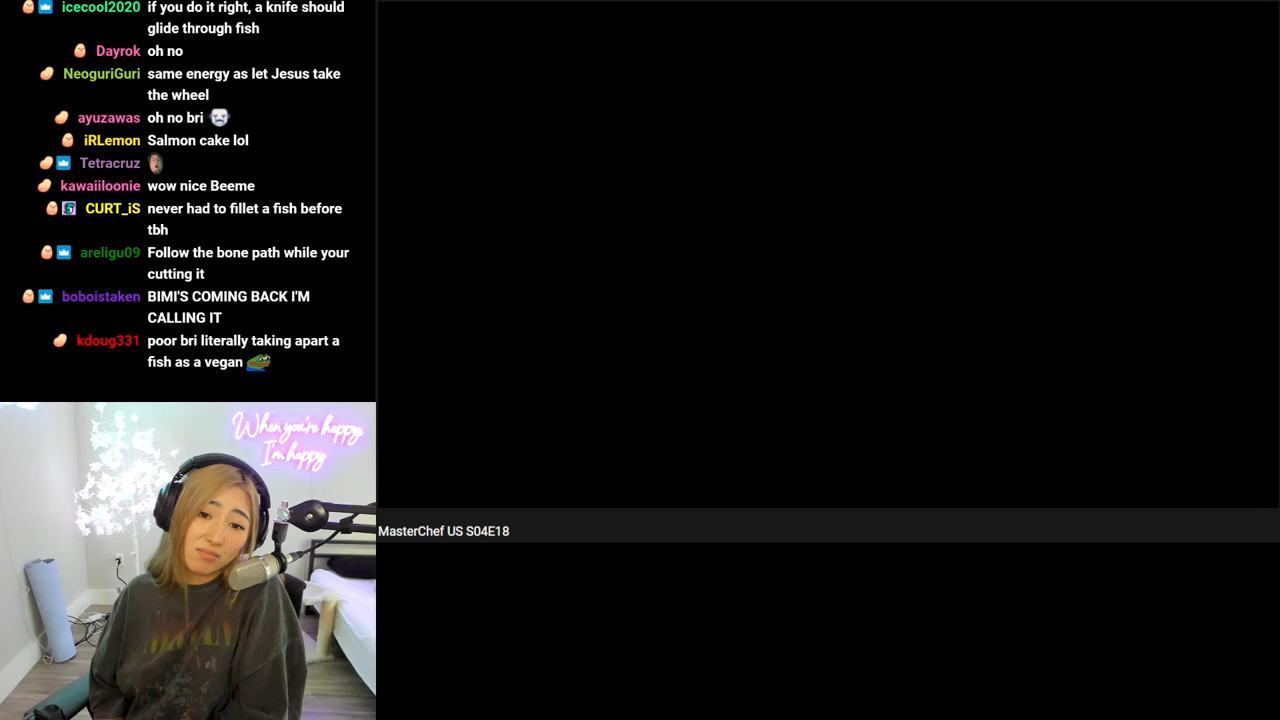 icecool2020 if you do it right, a knife should
glide through fish
Dayrok oh no
NeoguriGuri same energy as let Jesus take
the wheel
ayuzawas oh no bri
iRLemon Salmon cake lol
Tetracruz
kawaiiloonie wow nice Beeme
CURT_iS never had to fillet a fish before
tbh
areligu09 Follow the bone path while your
cutting it
boboistaken BIMI'S COMING BACK I'M
CALLING IT
kdoug331 poor bri literally taking apart a
fish as a vegan
When you're happy
I'm happy
MasterChef US S04E18